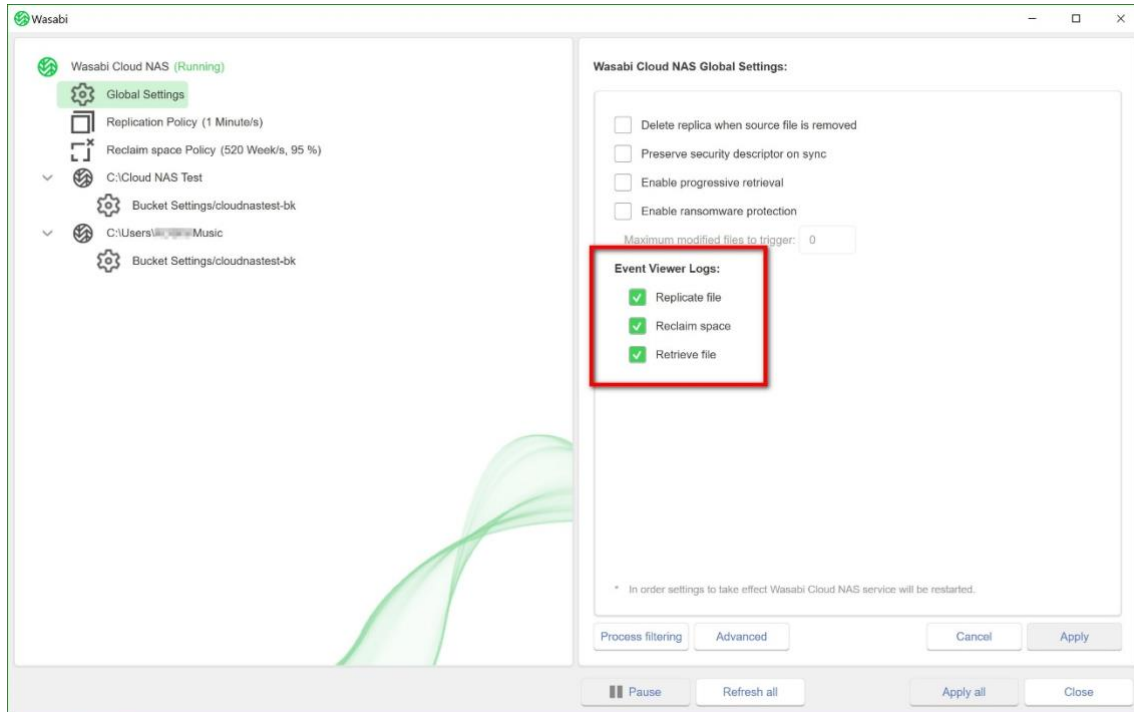 Wasabi
Wasabi Cloud NAS (Running)
Global Settings
Replication Policy (1 Minute/s)
Reclaim space Policy (520 Week/s, 95 %)
C:\Cloud NAS Test
Bucket Settings/cloudnastest-bk
C:\Users\ Music
Bucket Settings/cloudnastest-bk
Wasabi Cloud NAS Global Settings:
Delete replica when source file is removed
Preserve security descriptor on sync
Enable progressive retrieval
Enable ransomware protection
Maximum modified files to trigger: 0
Event Viewer Logs:
Replicate file
Reclaim space
Retrieve file
* In order settings to take effect Wasabi Cloud NAS service will be restarted.
Process filtering Advanced Cancel Apply
Pause Refresh all Apply all Close